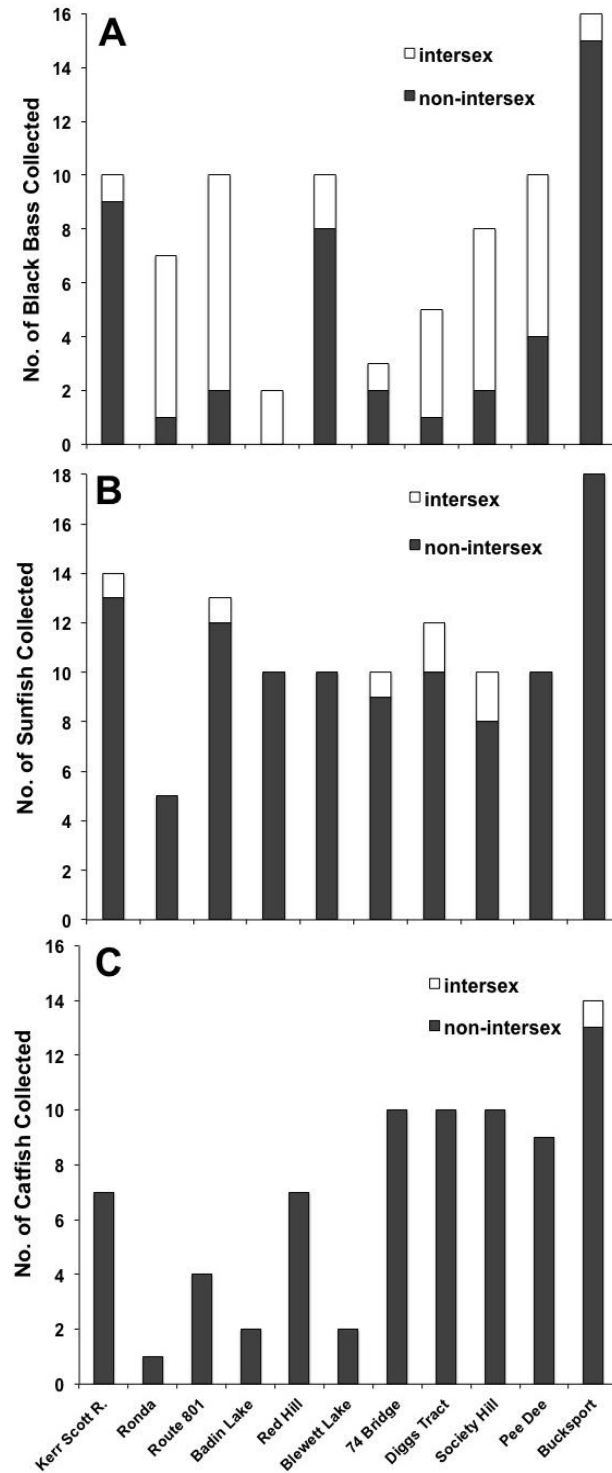 A
No. of Black Bass Collected
16
14
12
10
8
6
4
2
0
intersex
non-intersex
B
No. of Sunfish Collected
18
16
14
12
10
8
6
4
2
0
intersex
non-intersex
C
No. of Catfish Collected
16
14
12
10
8
6
4
2
0
intersex
non-intersex
Kerr Scott R.
Ronda
Route 801
Badin Lake
Red Hill
Blewett Lake
74 Bridge
Diggs Tract
Society Hill
Pee Dee
Bucksport